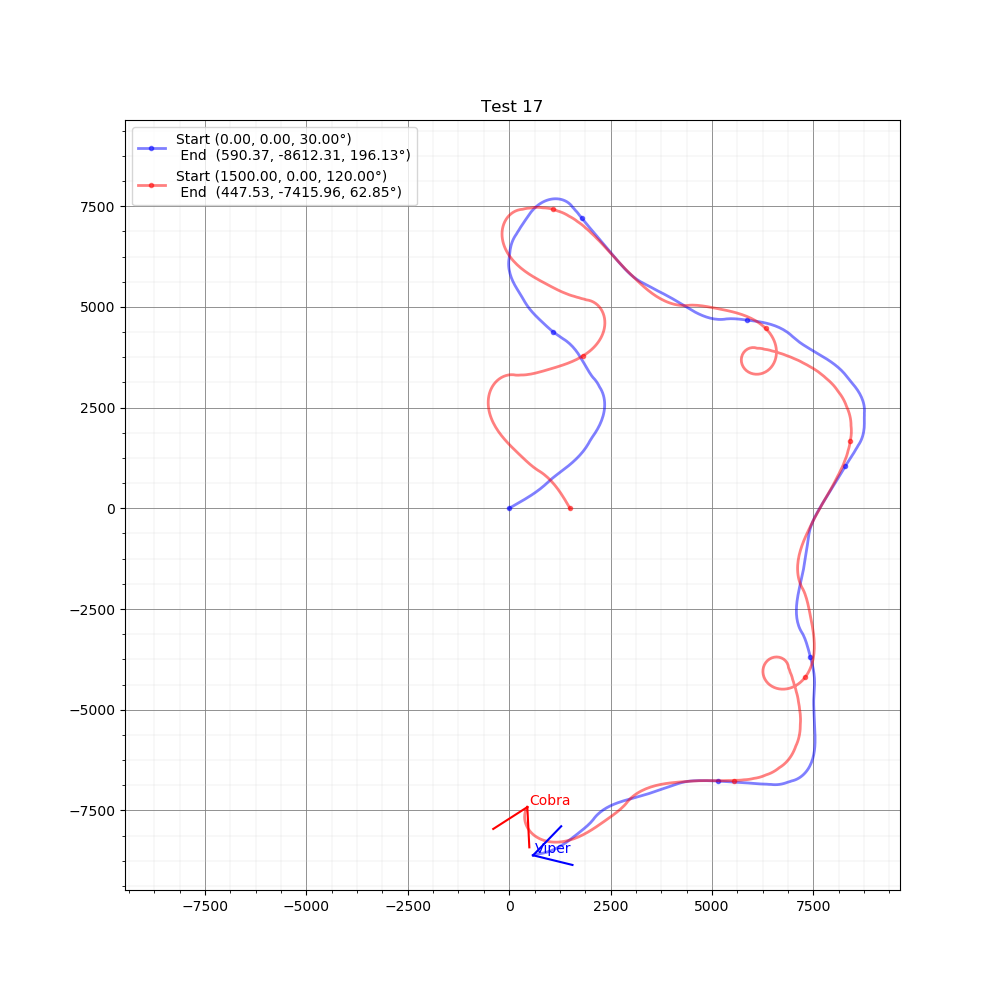 Test 17
Start (0.00, 0.00, 30.00°)
End  (590.37, -8612.31, 196.13°)
Start (1500.00, 0.00, 120.00°)
End  (447.53, -7415.96, 62.85°)
7500
5000
2500
0
−2500
−5000
−7500
Cobra
Viper
−7500
−5000
−2500
0
2500
5000
7500